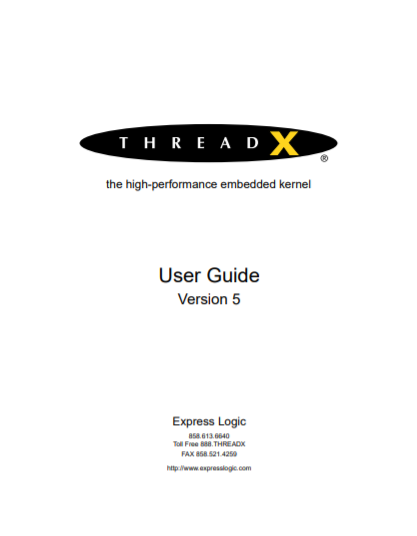 THREADX
®
the high-performance embedded kernel
User Guide
Version 5
Express Logic
858.613.6640
Toll Free 888.THREADX
FAX 858.521.4259
http://www.expresslogic.com